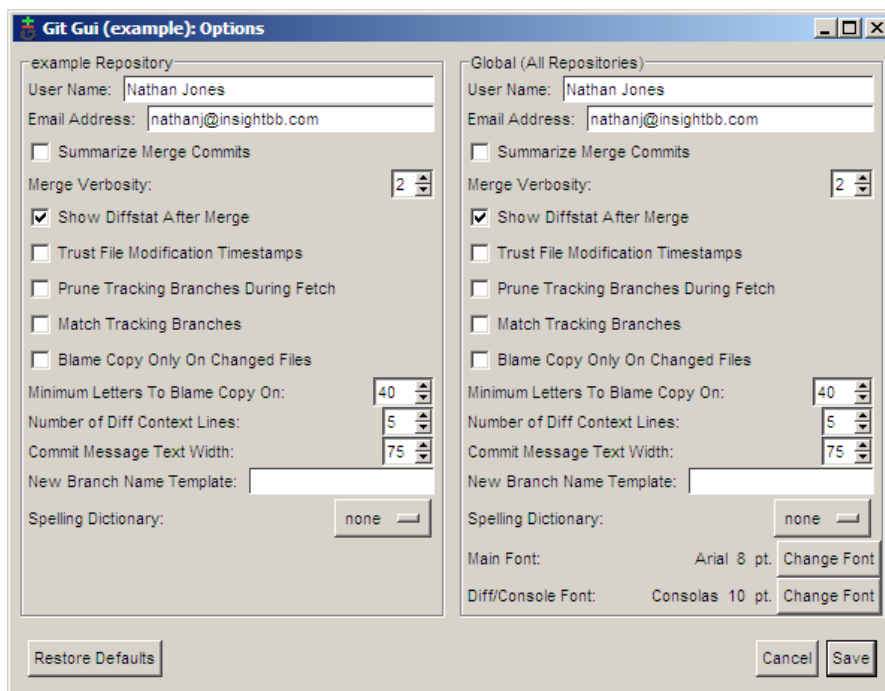 Git Gui (example): Options
example Repository
User Name: Nathan Jones
Email Address: nathanj@insightbb.com
Summarize Merge Commits
Merge Verbosity: 2
Show Diffstat After Merge
Trust File Modification Timestamps
Prune Tracking Branches During Fetch
Match Tracking Branches
Blame Copy Only On Changed Files
Minimum Letters To Blame Copy On: 40
Number of Diff Context Lines: 5
Commit Message Text Width: 75
New Branch Name Template:
Spelling Dictionary: none
Global (All Repositories)
User Name: Nathan Jones
Email Address: nathanj@insightbb.com
Summarize Merge Commits
Merge Verbosity: 2
Show Diffstat After Merge
Trust File Modification Timestamps
Prune Tracking Branches During Fetch
Match Tracking Branches
Blame Copy Only On Changed Files
Minimum Letters To Blame Copy On: 40
Number of Diff Context Lines: 5
Commit Message Text Width: 75
New Branch Name Template:
Spelling Dictionary: none
Main Font: Arial 8 pt. Change Font
Diff/Console Font: Consolas 10 pt. Change Font
Restore Defaults Cancel Save